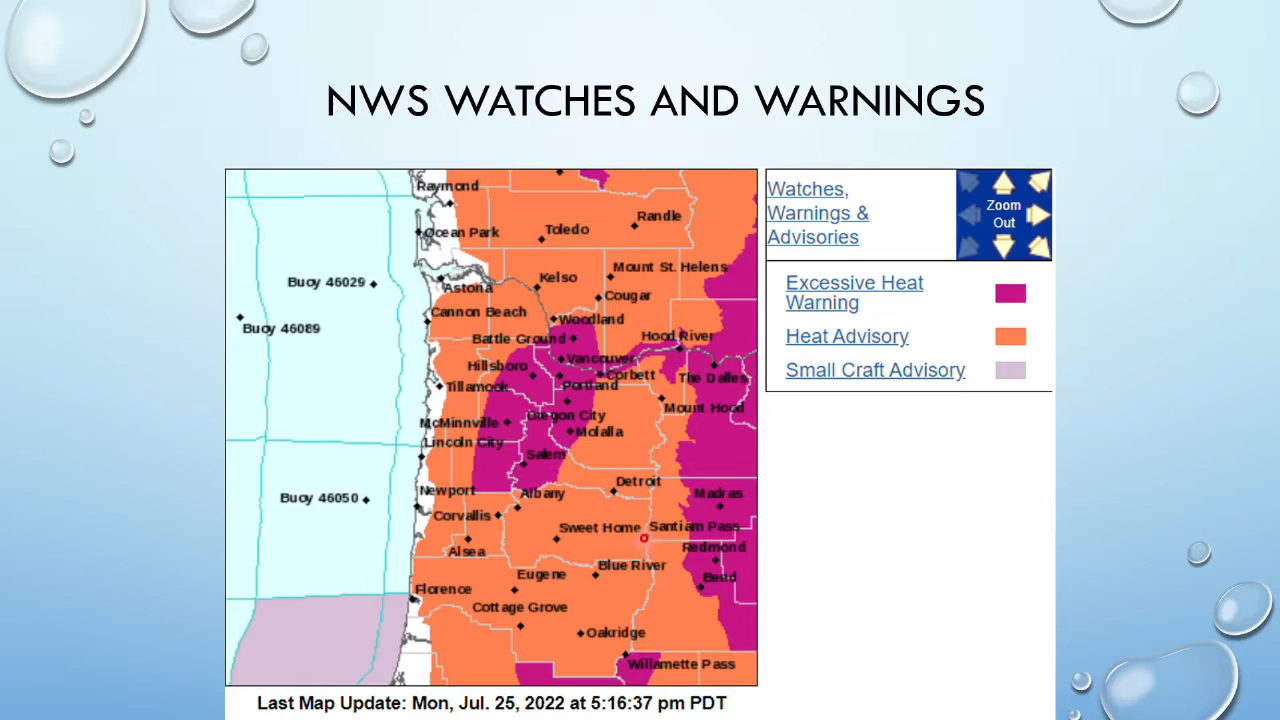 NWS WATCHES AND WARNINGS
Raymond
Randle
Toledo
Ocean Park
Mount St. Helens
Kelso
Buoy 46029
Astoria
Cougar
Cannon Beach
Woodland
Buoy 46089
Battle Ground
Hood River
Vancouver
Hillsboro
Corbett
The Dalles
Tillamook
Portland
Mount Hood
Oregon City
McMinnville
Molalla
Lincoln City
Salem
Detroit
Newport
Albany
Madras
Buoy 46050
Corvallis
Sweet Home
Santiam Pass
Alsea
Redmond
Blue River
Eugene
Bend
Florence
Cottage Grove
Oakridge
Willamette Pass
Last Map Update: Mon, Jul. 25, 2022 at 5:16:37 pm PDT
Watches,
Warnings &
Advisories
Zoom
Out
Excessive Heat
Warning
Heat Advisory
Small Craft Advisory